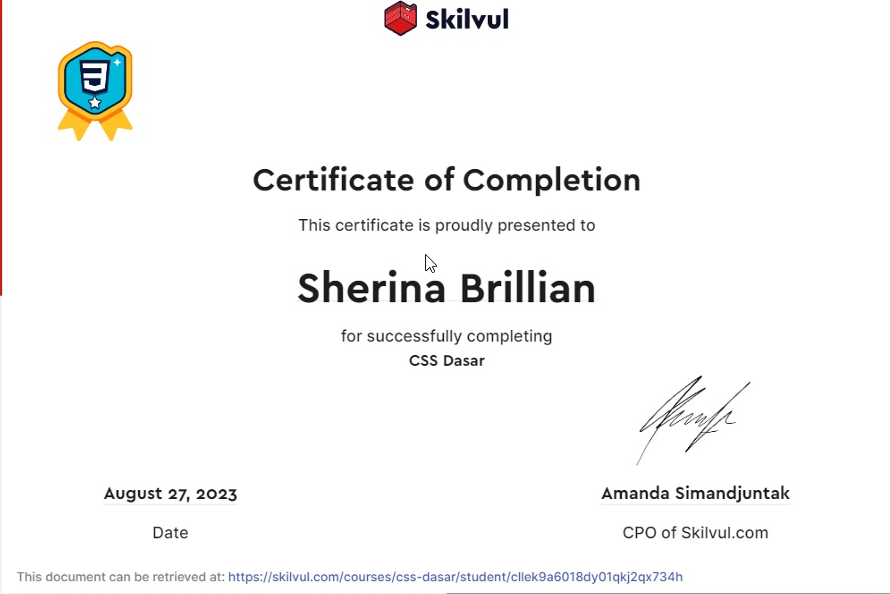 Skilvul
Certificate of Completion
This certificate is proudly presented to
Sherina Brillian
for successfully completing
CSS Dasar
August 27, 2023
Amanda Simandjuntak
Date
CPO of Skilvul.com
This document can be retrieved at: https://skilvul.com/courses/css-dasar/student/cllek9a6018dy01qkj2qx734h